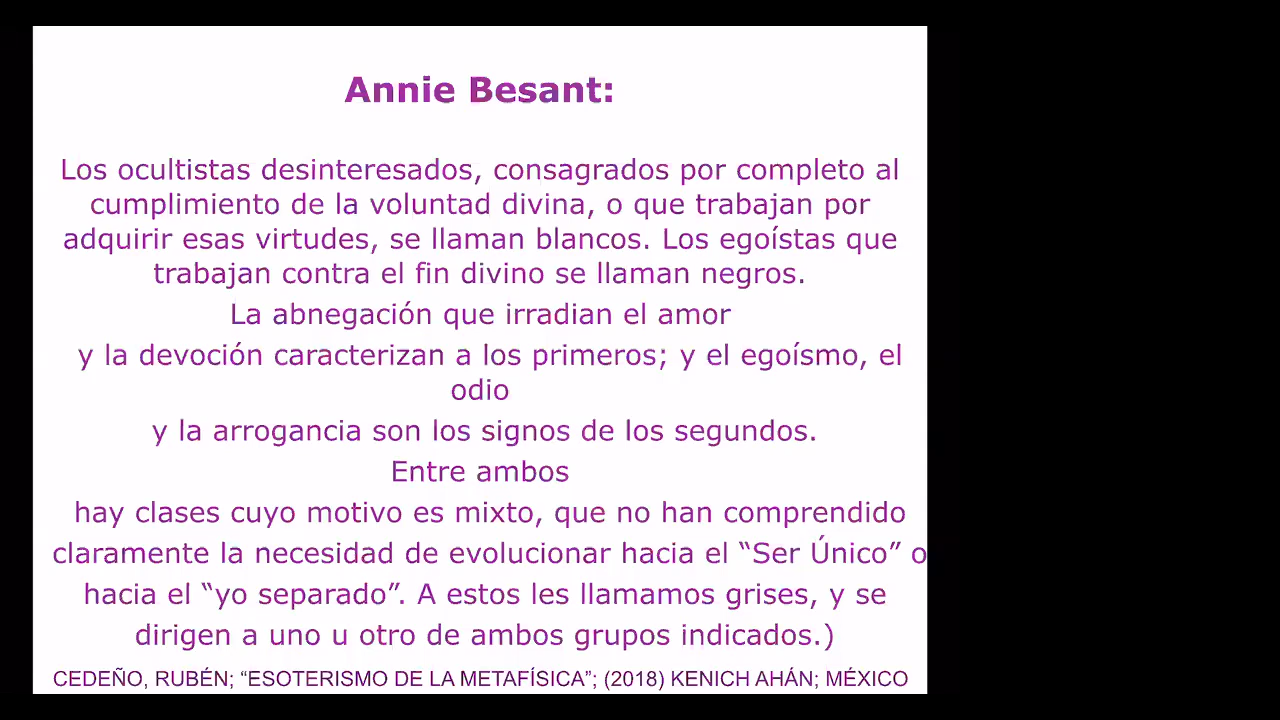 Annie Besant:
Los ocultistas desinteresados, consagrados por completo al
cumplimiento de la voluntad divina, o que trabajan por
adquirir esas virtudes, se llaman blancos. Los egoístas que
trabajan contra el fin divino se llaman negros.
La abnegación que irradian el amor
y la devoción caracterizan a los primeros; y el egoísmo, el
odio
y la arrogancia son los signos de los segundos.
Entre ambos
hay clases cuyo motivo es mixto, que no han comprendido
claramente la necesidad de evolucionar hacia el “Ser Único” o
hacia el “yo separado”. A estos les llamamos grises, y se
dirigen a uno u otro de ambos grupos indicados.)
CEDEÑO, RUBÉN; “ESOTERISMO DE LA METAFÍSICA”; (2018) KENICH AHÁN; MÉXICO